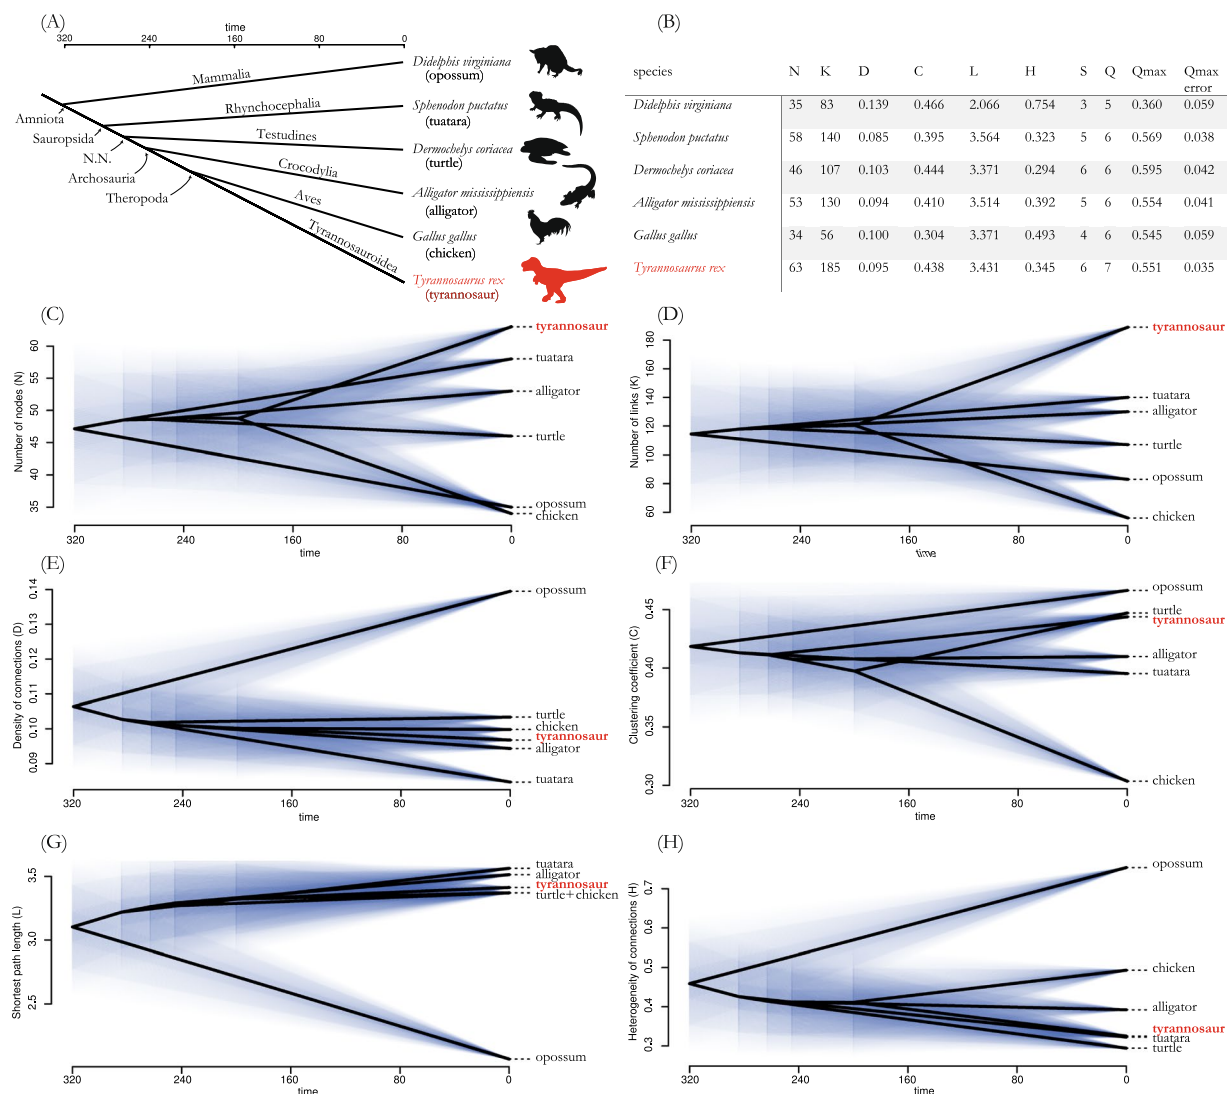 (A)
time
320 240 160 80 0
Mammalia
Rhynchocephalia
Testudines
Crocodylia
Aves
Tyrannosauroidea
Amniota
Sauropsida
N.N.
Archosauria
Theropoda
Didelphis virginiana
(opossum)
Sphenodon puctatus
(tuatara)
Dermochelys coriacea
(turtle)
Alligator mississippiensis
(alligator)
Gallus gallus
(chicken)
Tyrannosaurus rex
(tyrannosaur)
(B)
species N K D C L H S Q Qmax Qmax error
Didelphis virginiana 35 83 0.139 0.466 2.066 0.754 3 5 0.360 0.059
Sphenodon puctatus 58 140 0.085 0.395 3.564 0.323 5 6 0.569 0.038
Dermochelys coriacea 46 107 0.103 0.444 3.371 0.294 6 6 0.595 0.042
Alligator mississippiensis 53 130 0.094 0.410 3.514 0.392 5 6 0.554 0.041
Gallus gallus 34 56 0.100 0.304 3.371 0.493 4 6 0.545 0.059
Tyrannosaurus rex 63 185 0.095 0.438 3.431 0.345 6 7 0.551 0.035
(C)
Number of nodes (N)
60
55
50
45
40
35
tyrannosaur
tuatara
alligator
turtle
opossum
chicken
320 240 160 80 0
time
(D)
Number of links (K)
180
160
140
120
100
80
60
tyrannosaur
tuatara
alligator
turtle
opossum
chicken
320 240 160 80 0
time
(E)
Density of connections (D)
0.14
0.13
0.12
0.11
0.10
0.09
opossum
turtle
chicken
tyrannosaur
alligator
tuatara
320 240 160 80 0
time
(F)
Clustering coefficient (C)
0.45
0.40
0.35
0.30
opossum
turtle
tyrannosaur
alligator
tuatara
chicken
320 240 160 80 0
time
(G)
Shortest path length (L)
3.5
3.0
2.5
tuatara
alligator
tyrannosaur
turtle+chicken
opossum
320 240 160 80 0
time
(H)
Heterogeneity of connections (H)
0.7
0.6
0.5
0.4
0.3
opossum
chicken
alligator
tyrannosaur
tuatara
turtle
320 240 160 80 0
time